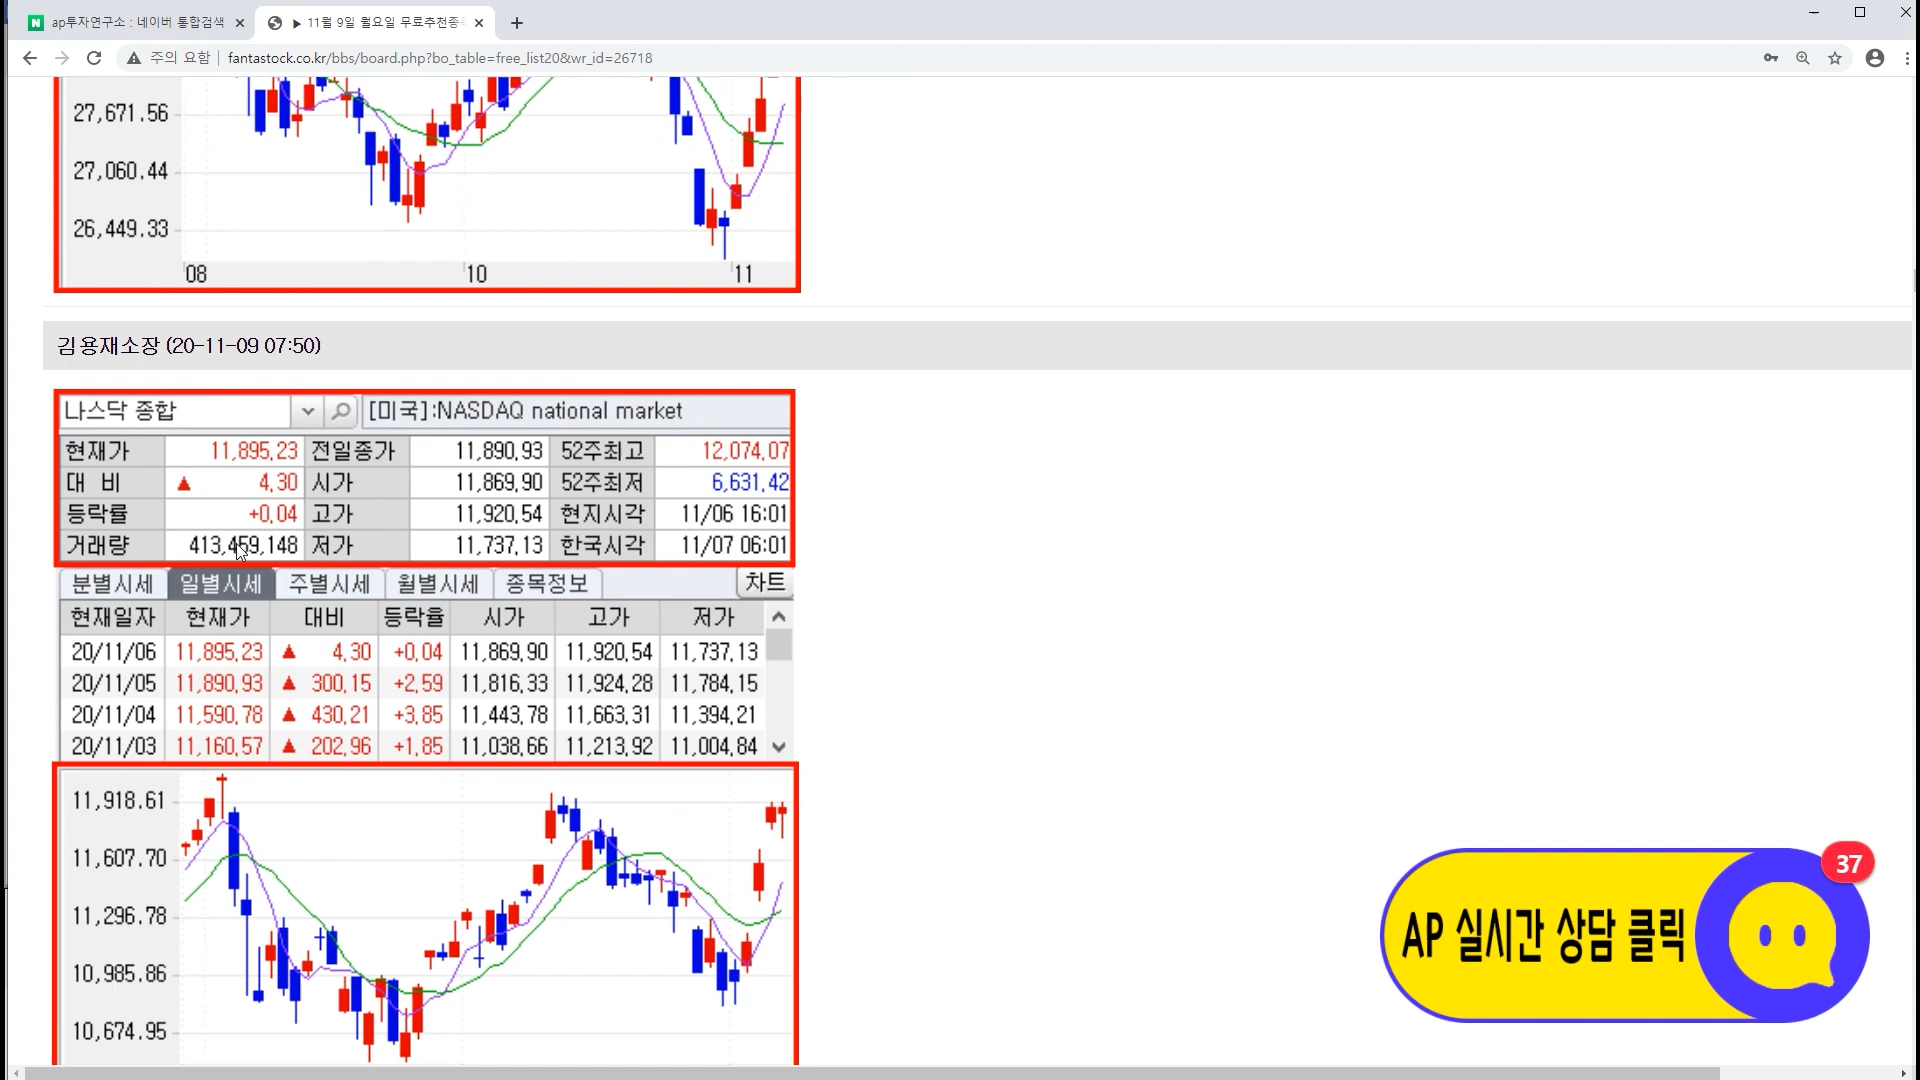 ap투자연구소 : 네이버 통합검색
▶ 11월 9일 월요일 무료추천종목
주의 요함
fantastock.co.kr/bbs/board.php?bo_table=free_list20&wr_id=26718
27,671.56
27,060.44
26,449.33
08 10 11
김용재소장 (20-11-09 07:50)
나스닥 종합 [미국]:NASDAQ national market
현재가 11,895,23 전일종가 11,890,93 52주최고 12,074,07
대 비 ▲ 4,30 시가 11,869,90 52주최저 6,631,42
등락률 +0,04 고가 11,920,54 현지시각 11/06 16:01
거래량 413,459,148 저가 11,737,13 한국시각 11/07 06:01
분별시세 일별시세 주별시세 월별시세 종목정보 차트
현재일자 현재가 대비 등락율 시가 고가 저가
20/11/06 11,895,23 ▲ 4,30 +0,04 11,869,90 11,920,54 11,737,13
20/11/05 11,890,93 ▲ 300,15 +2,59 11,816,33 11,924,28 11,784,15
20/11/04 11,590,78 ▲ 430,21 +3,85 11,443,78 11,663,31 11,394,21
20/11/03 11,160,57 ▲ 202,96 +1,85 11,038,66 11,213,92 11,004,84
11,918.61
11,607.70
11,296.78
10,985.86
10,674.95
37
AP 실시간 상담 클릭